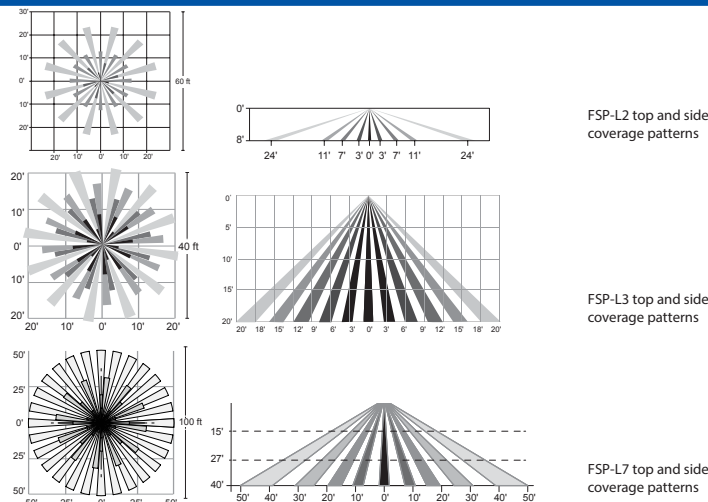 30'
20'
10'
0'
10'
20'
20' 10' 0' 10' 20'
60 ft
0'
8'
24' 11' 7' 3' 0' 3' 7' 11' 24'
FSP-L2 top and side
coverage patterns
20'
10'
0'
10'
20'
20' 10' 0' 10' 20'
40 ft
0'
5'
10'
15'
20'
20' 18' 15' 12' 9' 6' 3' 0' 3' 6' 9' 12' 15' 18' 20'
FSP-L3 top and side
coverage patterns
50'
25'
0'
25'
50'
50' 25' 0' 25' 50'
100 ft
15'
27'
40'
50' 40' 30' 20' 10' 0' 10' 20' 30' 40' 50'
FSP-L7 top and side
coverage patterns